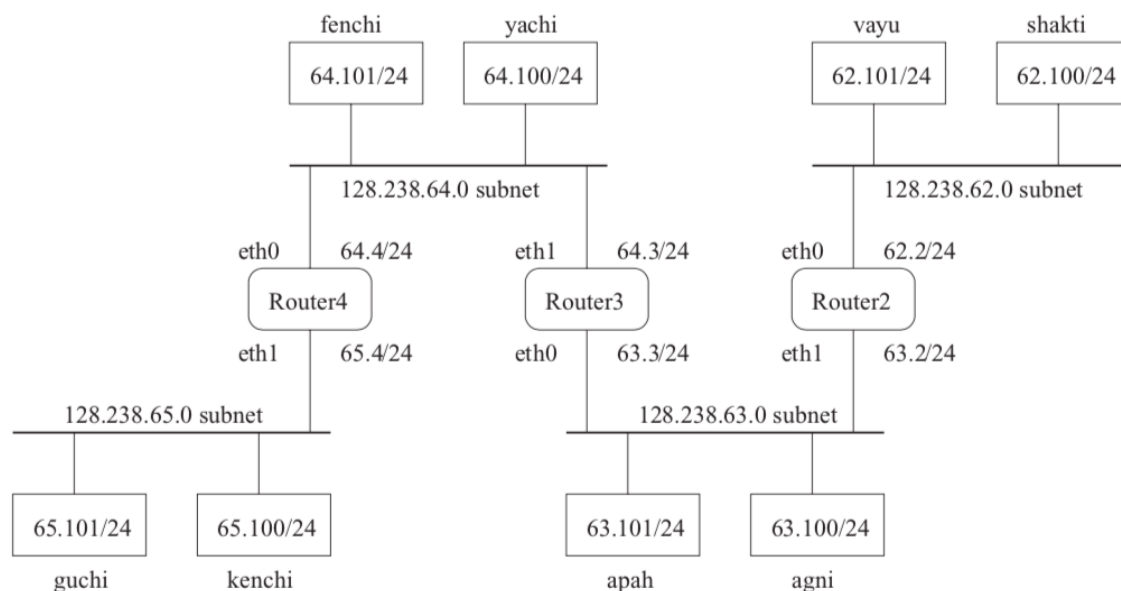 fenchi yachi vayu shakti
64.101/24 64.100/24 62.101/24 62.100/24
128.238.64.0 subnet 128.238.62.0 subnet
eth0 64.4/24 eth1 64.3/24 eth0 62.2/24
Router4 Router3 Router2
eth1 65.4/24 eth0 63.3/24 eth1 63.2/24
128.238.65.0 subnet 128.238.63.0 subnet
65.101/24 65.100/24 63.101/24 63.100/24
guchi kenchi apah agni